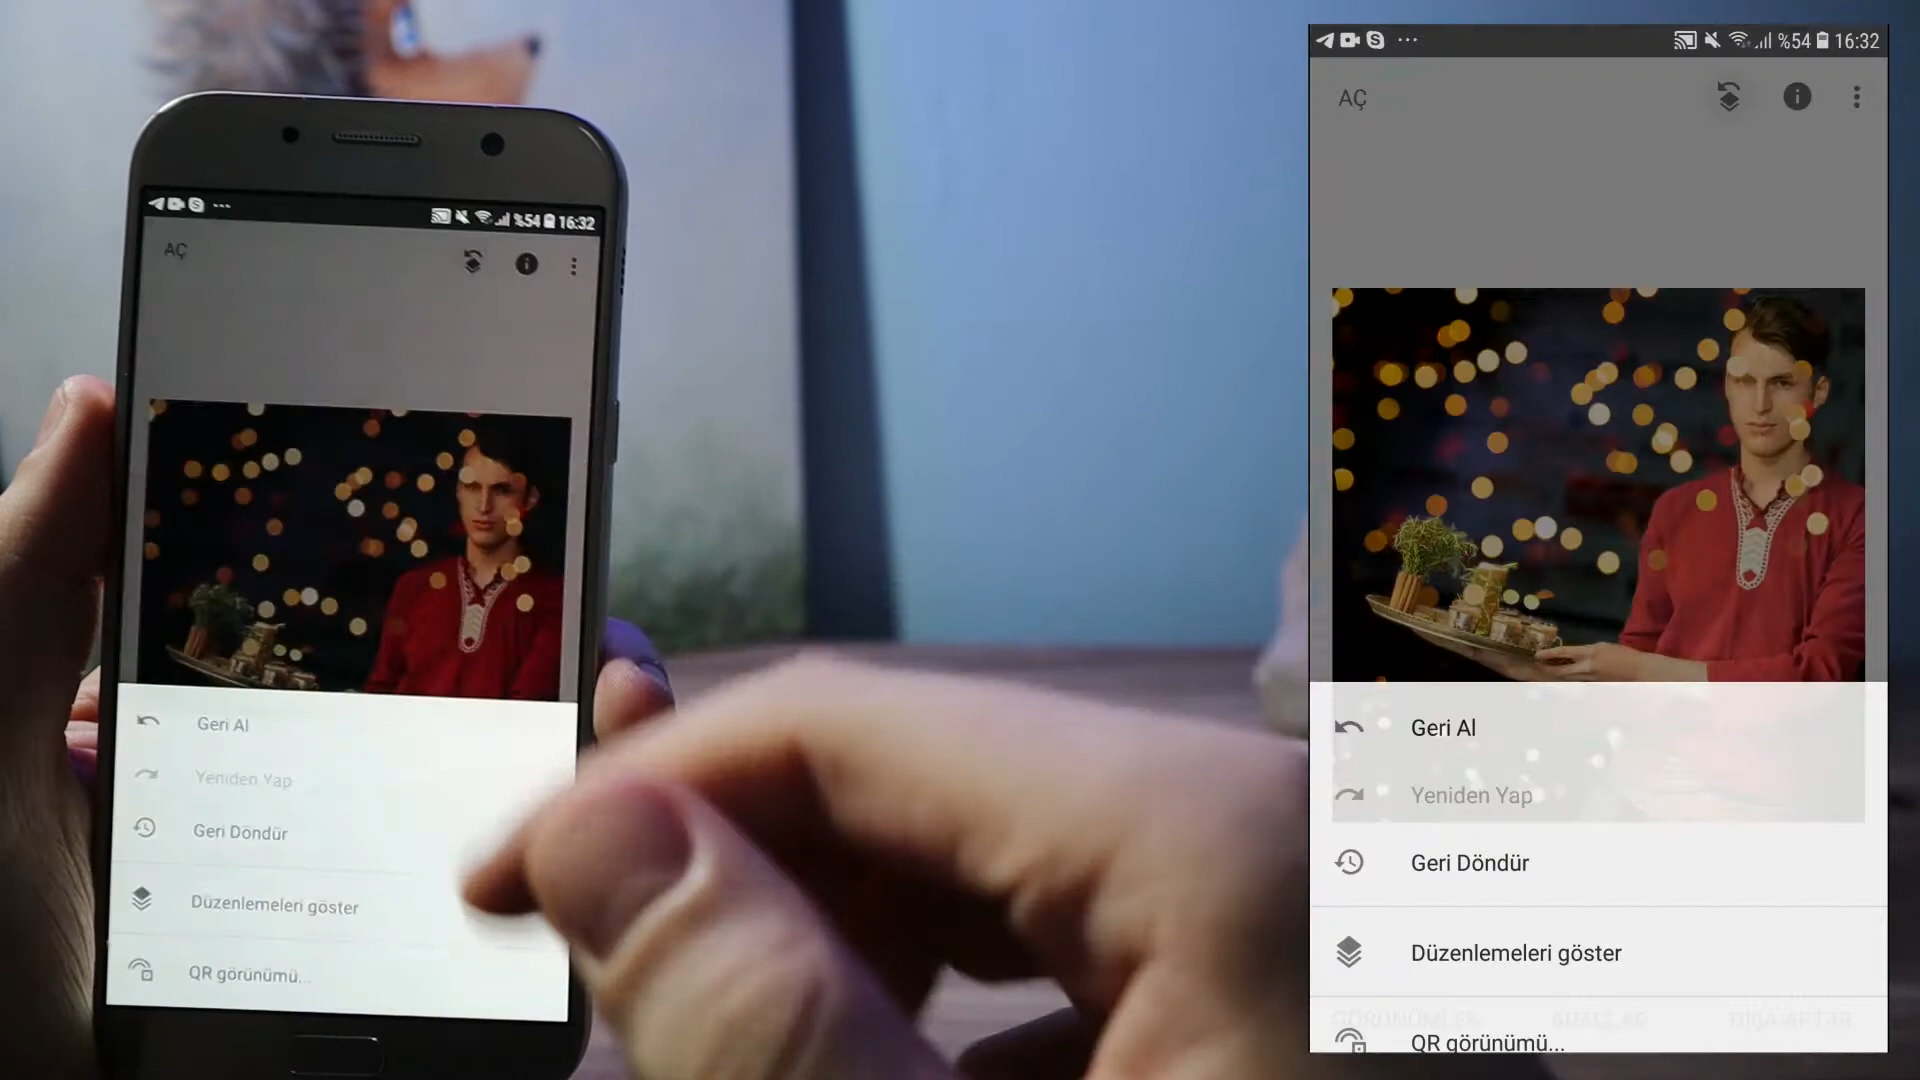 %54 16:32
AÇ
Geri Al
Yeniden Yap
Geri Döndür
Düzenlemeleri göster
QR görünümü...
%54 16:32
AÇ
Geri Al
Yeniden Yap
Geri Döndür
Düzenlemeleri göster
QR görünümü...